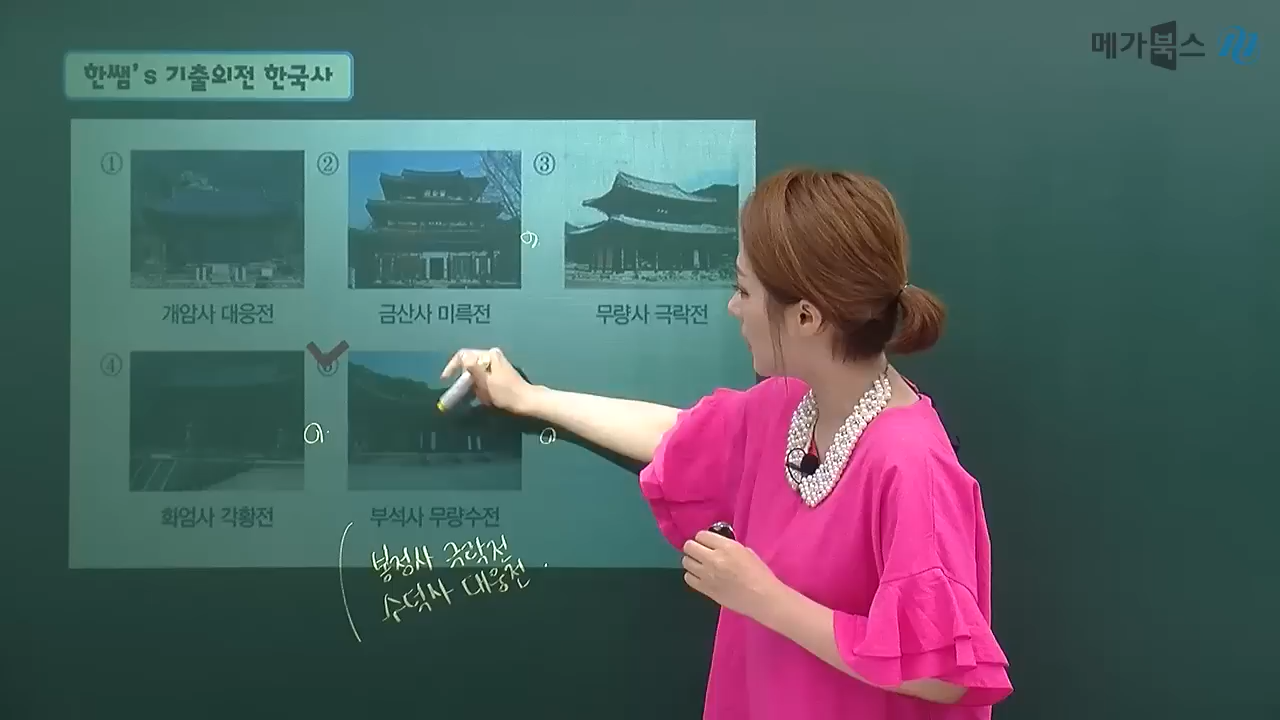 메가북스
한쌤's 기출의전 한국사
① ② ③
개암사 대웅전 금산사 미륵전 무량사 극락전
④ ⑤
화엄사 각황전 부석사 무량수전
봉정사 극락전
수덕사 대웅전